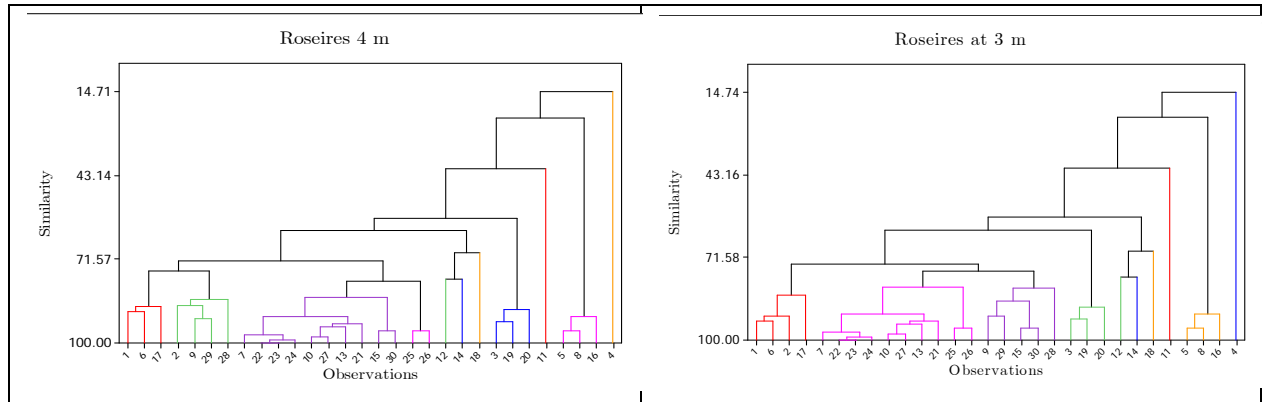 Roseires 4 m
14.71
43.14
71.57
100.00
Similarity
1 6 17 2 9 29 28 7 22 23 24 10 27 13 21 15 30 25 26 12 14 18 3 19 20 11 5 8 16 4
Observations
Roseires at 3 m
14.74
43.16
71.58
100.00
Similarity
1 6 2 17 7 22 23 24 10 27 13 21 25 26 9 29 15 30 28 3 19 20 12 14 18 11 5 8 16 4
Observations